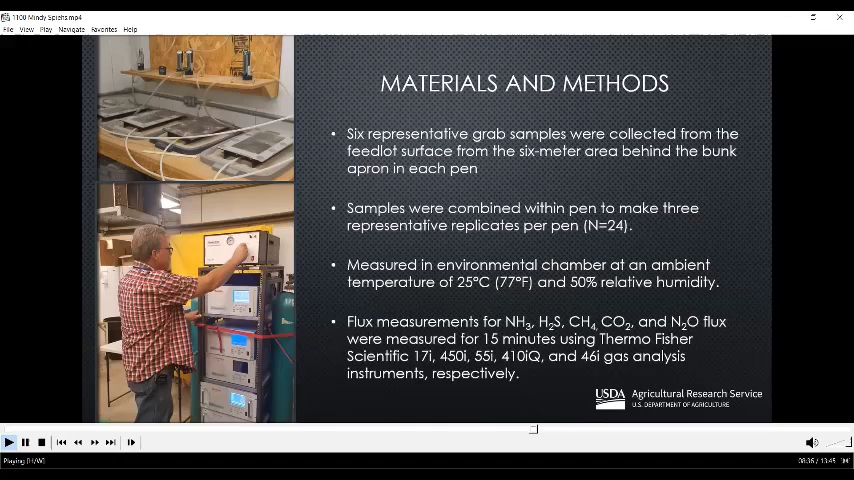 1100 Mindy Spiehs.mp4
File View Play Navigate Favorites Help
MATERIALS AND METHODS
• Six representative grab samples were collected from the
feedlot surface from the six-meter area behind the bunk
apron in each pen
• Samples were combined within pen to make three
representative replicates per pen (N=24).
• Measured in environmental chamber at an ambient
temperature of 25°C (77°F) and 50% relative humidity.
• Flux measurements for NH₃, H₂S, CH₄, CO₂, and N₂O flux
were measured for 15 minutes using Thermo Fisher
Scientific 17i, 450i, 55i, 410iQ, and 46i gas analysis
instruments, respectively.
USDA Agricultural Research Service
U.S. DEPARTMENT OF AGRICULTURE
Playing [H/W] 08:36 / 13:45